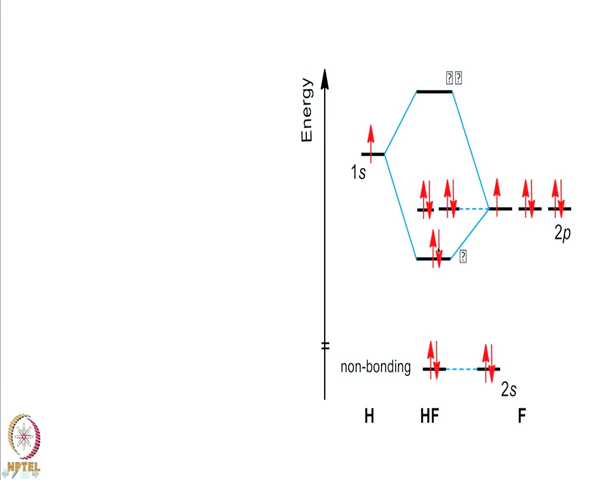 Energy
1s
2p
non-bonding
2s
H HF F
NPTEL